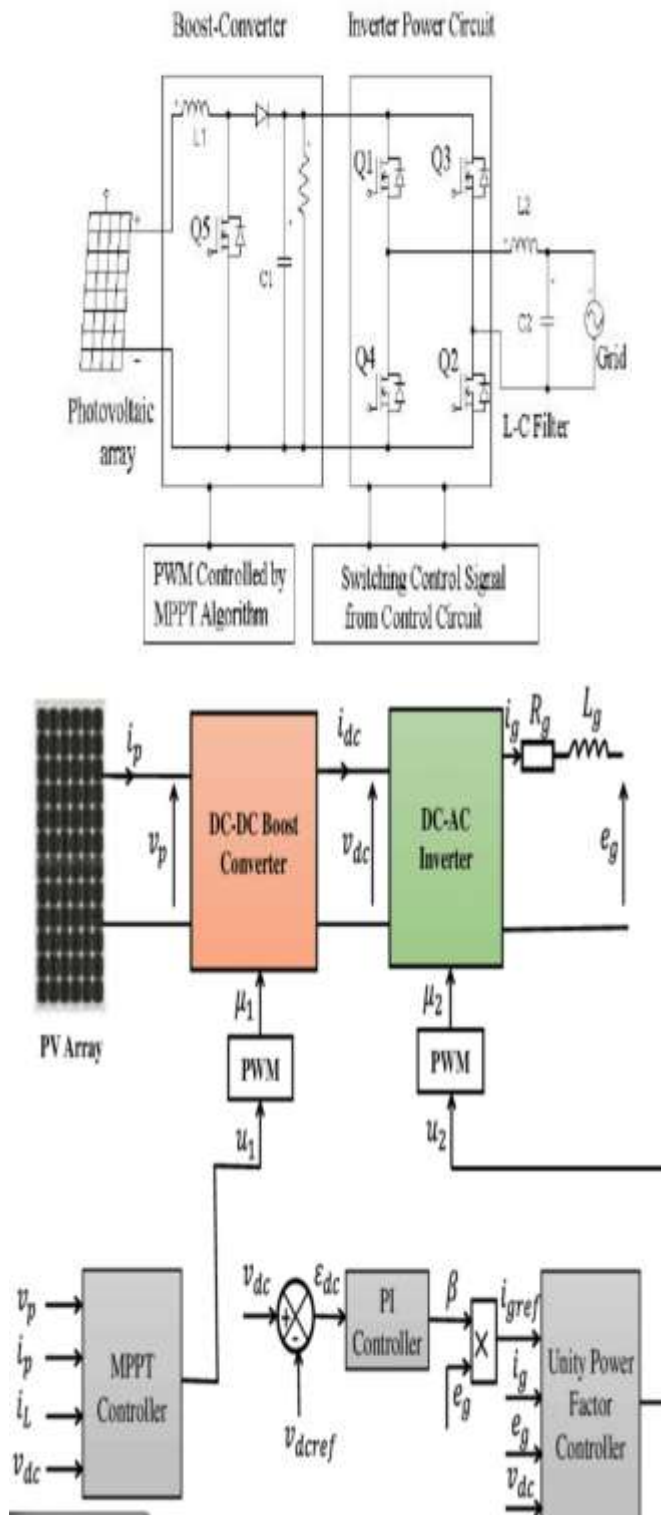 Boost-Converter
Inverter Power Circuit
L1
Q1
Q3
Q5
L2
C1
C2
Q4
Q2
Grid
L-C Filter
Photovoltaic
array
PWM Controlled by
MPPT Algorithm
Switching Control Signal
from Control Circuit
i_p
i_dc
i_g
R_g
L_g
v_p
DC-DC Boost
Converter
v_dc
DC-AC
Inverter
e_g
μ_1
μ_2
PV Array
PWM
PWM
u_1
u_2
v_p
i_p
i_L
v_dc
MPPT
Controller
v_dc
+
-
ε_dc
v_dcref
PI
Controller
β
e_g
×
i_gref
i_g
e_g
v_dc
Unity Power
Factor
Controller